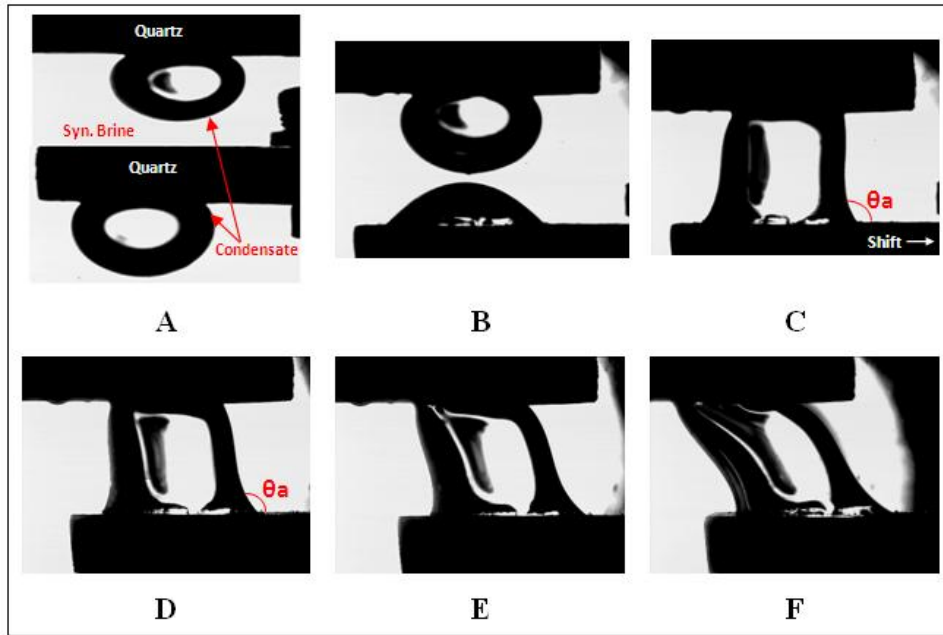 Quartz
Syn. Brine
Quartz
Condensate
A
B
θa
Shift →
C
θa
D
E
F